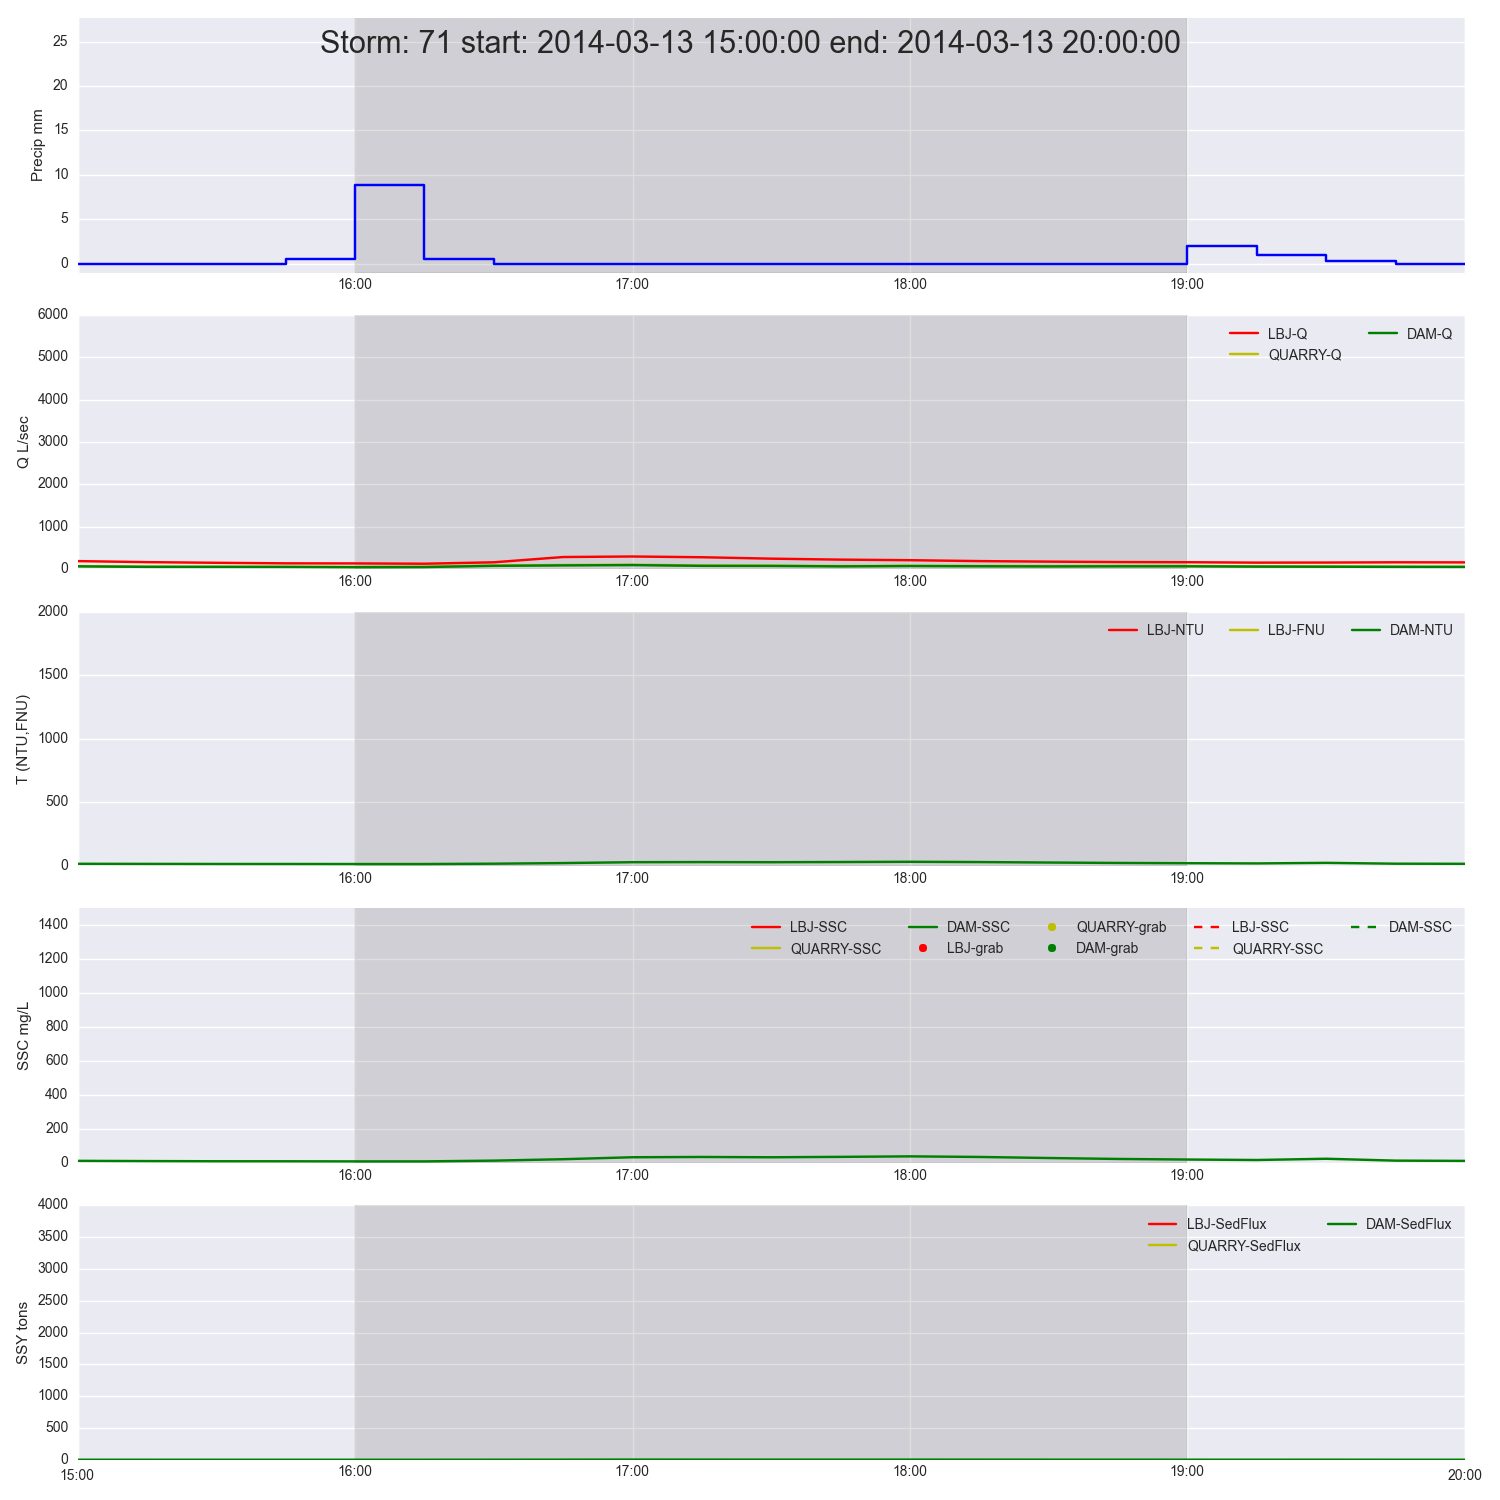 Storm: 71 start: 2014-03-13 15:00:00 end: 2014-03-13 20:00:00
Precip mm
25
20
15
10
5
0
16:00 17:00 18:00 19:00
Q L/sec
6000
5000
4000
3000
2000
1000
0
LBJ-Q DAM-Q
QUARRY-Q
16:00 17:00 18:00 19:00
T (NTU,FNU)
2000
1500
1000
500
0
LBJ-NTU LBJ-FNU DAM-NTU
16:00 17:00 18:00 19:00
SSC mg/L
1400
1200
1000
800
600
400
200
0
LBJ-SSC DAM-SSC QUARRY-grab LBJ-SSC DAM-SSC
QUARRY-SSC LBJ-grab DAM-grab QUARRY-SSC
16:00 17:00 18:00 19:00
SSY tons
4000
3500
3000
2500
2000
1500
1000
500
0
LBJ-SedFlux DAM-SedFlux
QUARRY-SedFlux
15:00 16:00 17:00 18:00 19:00 20:00